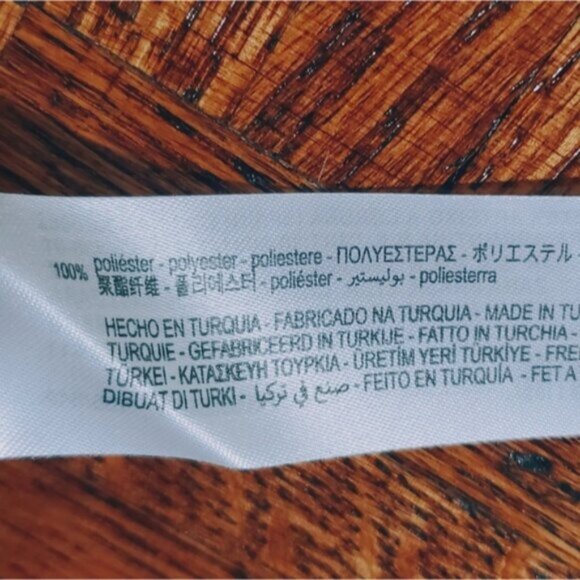 100% poliéster - polyester - poliestere - ΠΟΛΥΕΣΤΕΡΑΣ - ポリエステル -
聚酯纤维 - 폴리에스터 - poliéster - بوليستير - poliesterra
HECHO EN TURQUIA - FABRICADO NA TURQUIA - MADE IN TU
TURQUIE - GEFABRICEERD IN TURKIJE - FATTO IN TURCHIA -
TÜRKEI - ΚΑΤΑΣΚΕΥΗ ΤΟΥΡΚΙΑ - ÜRETİM YERİ TÜRKİYE - FRE
DIBUAT DI TURKI - صنع في تركيا - FEITO EN TURQUÍA - FET A